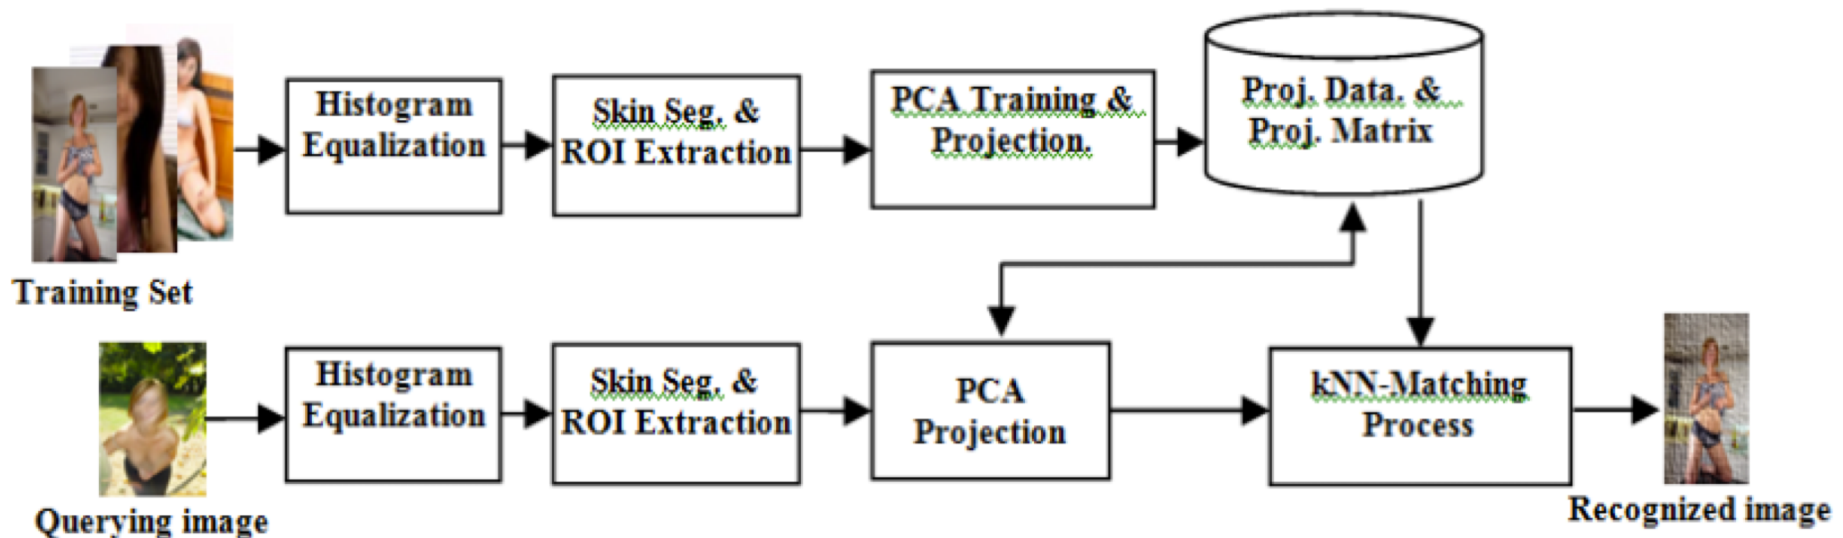 Histogram
Equalization
Skin Seg. &
ROI Extraction
PCA Training &
Projection.
Proj. Data. &
Proj. Matrix
Training Set
Histogram
Equalization
Skin Seg. &
ROI Extraction
PCA
Projection
kNN-Matching
Process
Querying image
Recognized image